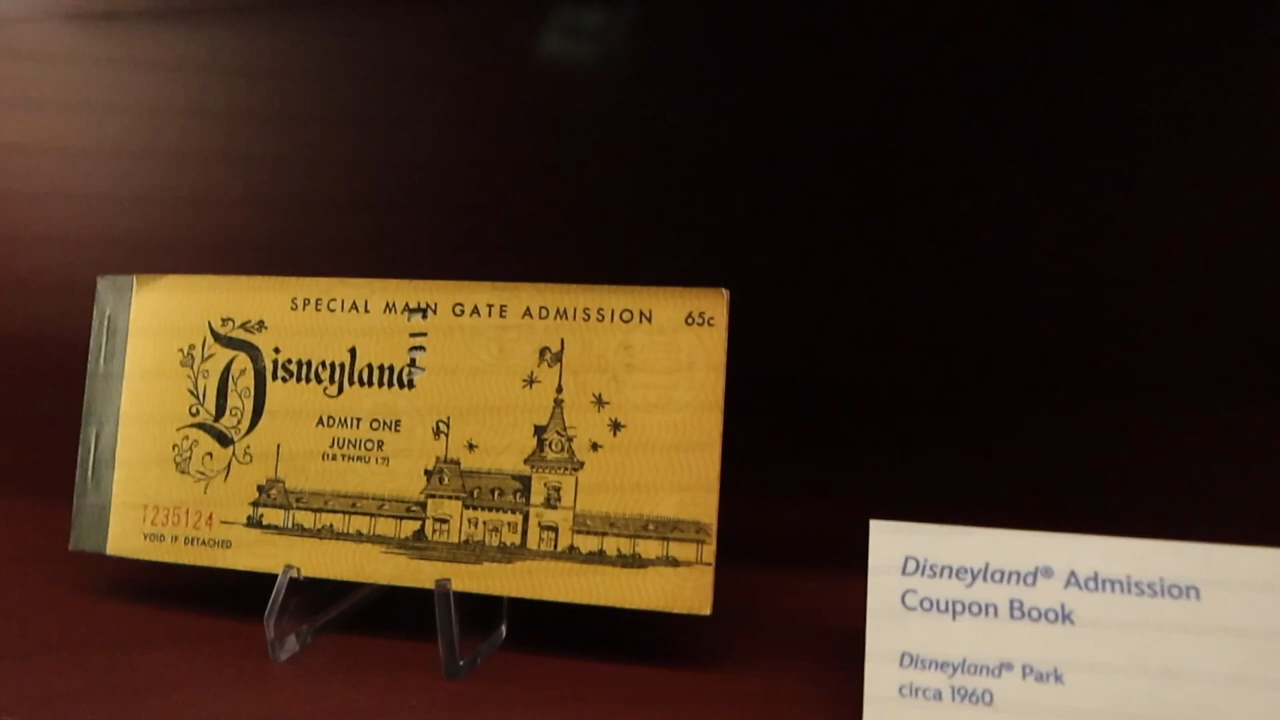 SPECIAL MAIN GATE ADMISSION 65c
Disneyland
ADMIT ONE
JUNIOR
(12 THRU 17)
1235124
VOID IF DETACHED
Disneyland® Admission
Coupon Book
Disneyland® Park
circa 1960